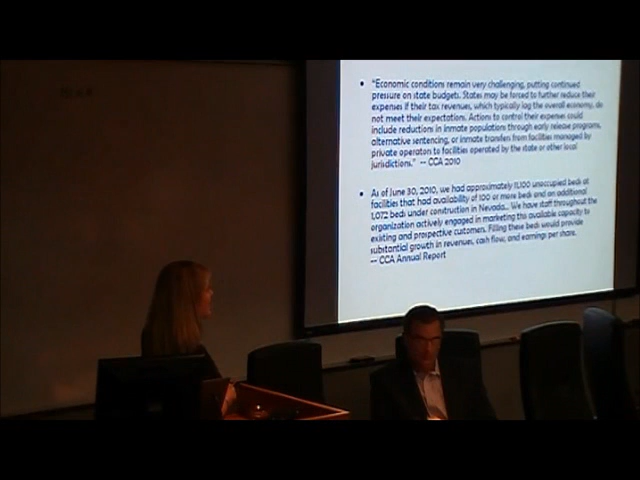 • "Economic conditions remain very challenging, putting continued
pressure on state budgets. States may be forced to further reduce their
expenses if their tax revenues, which typically lag the overall economy, do
not meet their expectations. Actions to control their expenses could
include reductions in inmate populations through early release programs,
alternative sentencing, or inmate transfers from facilities managed by
private operators to facilities operated by the state or other local
jurisdictions." -- CCA 2010
• As of June 30, 2010, we had approximately 11,100 unoccupied beds at
facilities that had availability of 100 or more beds and an additional
1,072 beds under construction in Nevada... We have staff throughout the
organization actively engaged in marketing this available capacity to
existing and prospective customers. Filling these beds would provide
substantial growth in revenues, cash flow, and earnings per share.
-- CCA Annual Report